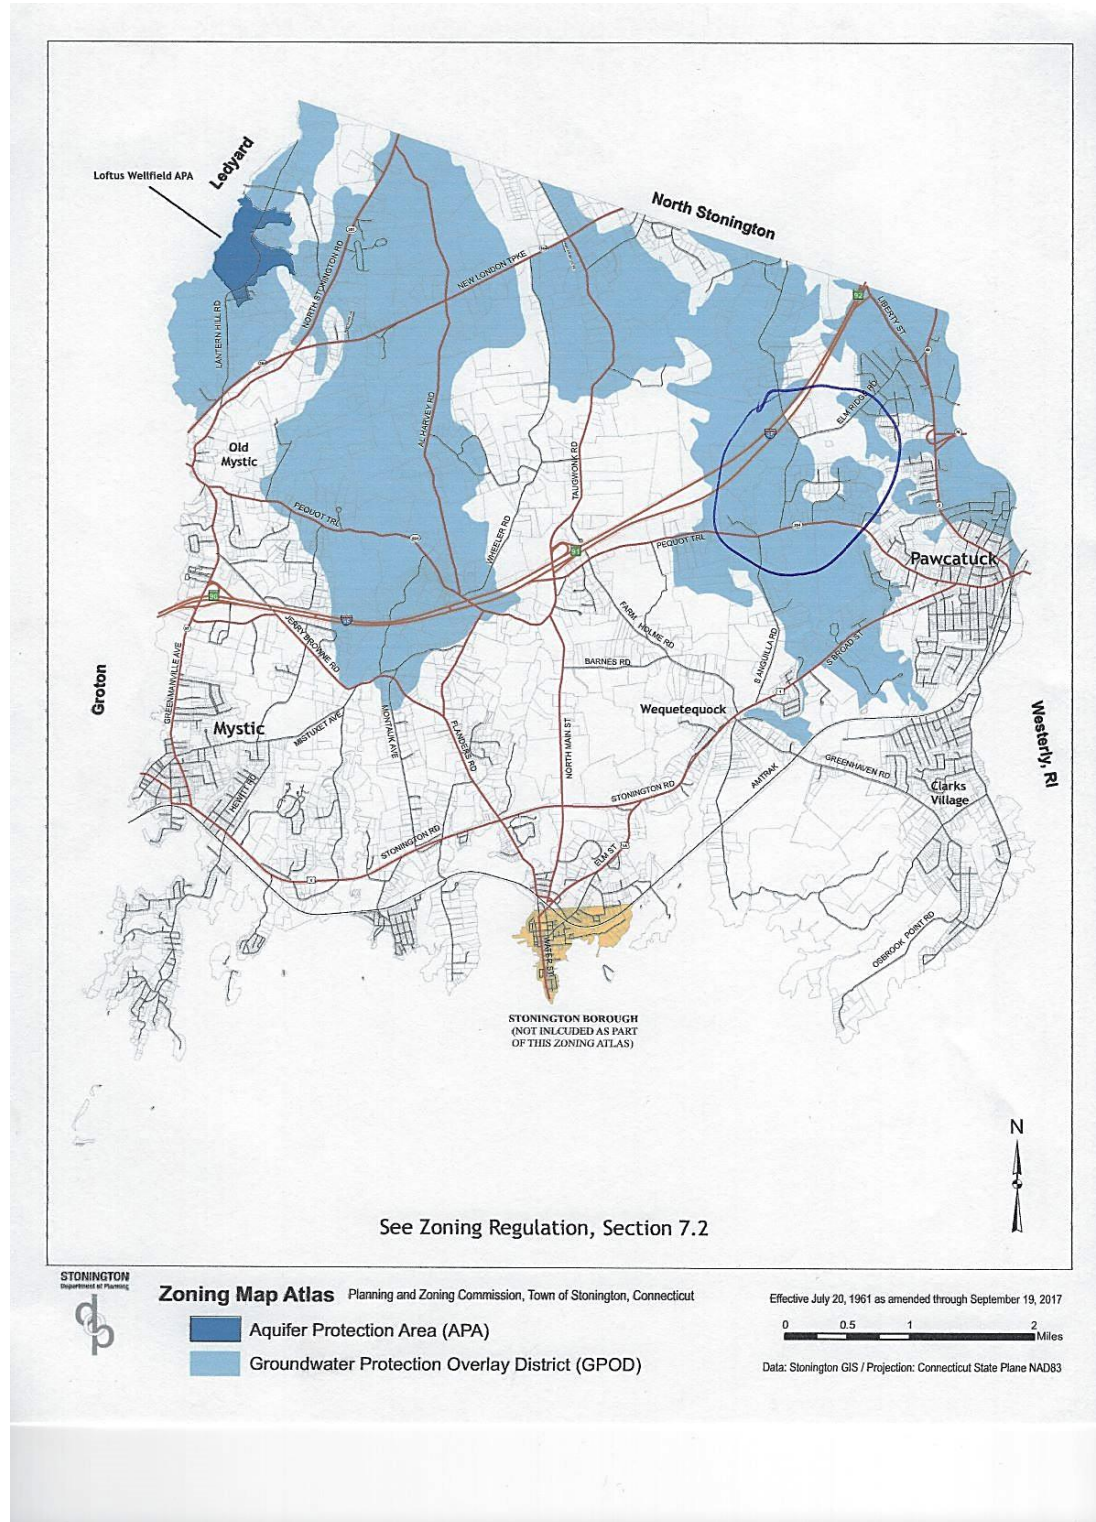 Ledyard
Loftus Wellfield APA
North Stonington
LANTERN HILL RD
NORTH STONINGTON RD
NEW LONDON TPKE
LIBERTY ST
92
ELM RIDGE RD
AL HARVEY RD
TAUGWONK RD
Old
Mystic
PEQUOT TRL
WHEELER RD
PEQUOT TRL
91
Pawcatuck
90
95
95
JERRY BROWNE RD
FARM HOLME RD
BARNES RD
S ANGUILLA RD
S BROAD ST
Groton
GREENMANVILLE AVE
Mystic
MISTUXET AVE
MONTAUK AVE
FLANDERS RD
NORTH MAIN ST
Wequetequock
Westerly, RI
HEWITT RD
STONINGTON RD
STONINGTON RD
AMTRAK
GREENHAVEN RD
Clarks
Village
ELM ST
OSBROOK POINT RD
WATER ST
STONINGTON BOROUGH
(NOT INLCUDED AS PART
OF THIS ZONING ATLAS)
N
See Zoning Regulation, Section 7.2
STONINGTON
Department of Planning
dp
Zoning Map Atlas Planning and Zoning Commission, Town of Stonington, Connecticut
Aquifer Protection Area (APA)
Groundwater Protection Overlay District (GPOD)
Effective July 20, 1961 as amended through September 19, 2017
0 0.5 1 2
Miles
Data: Stonington GIS / Projection: Connecticut State Plane NAD83